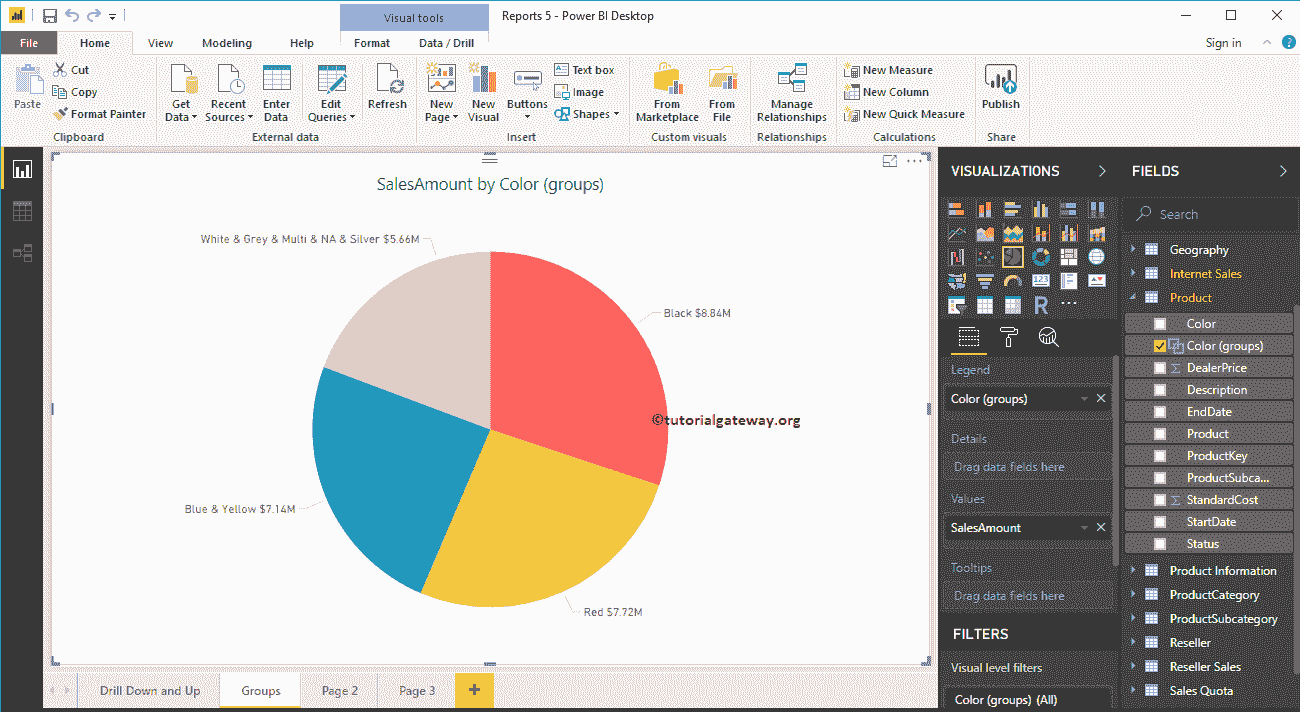 Visual tools
Reports 5 - Power BI Desktop
File
Home
View
Modeling
Help
Format
Data / Drill
Sign in
?
Paste
Cut
Copy
Format Painter
Clipboard
Get
Data
Recent
Sources
Enter
Data
Edit
Queries
External data
Refresh
New
Page
New
Visual
Buttons
Text box
Image
Shapes
Insert
From
Marketplace
From
File
Custom visuals
Manage
Relationships
Relationships
New Measure
New Column
New Quick Measure
Calculations
Publish
Share
SalesAmount by Color (groups)
White & Grey & Multi & NA & Silver $5.66M
Black $8.84M
©tutorialgateway.org
Blue & Yellow $7.14M
Red $7.72M
Drill Down and Up
Groups
Page 2
Page 3
+
VISUALIZATIONS
123
R
Legend
Color (groups)
Details
Drag data fields here
Values
SalesAmount
Tooltips
Drag data fields here
FILTERS
Visual level filters
Color (groups) (All)
FIELDS
Search
Geography
Internet Sales
Product
Color
Color (groups)
Σ DealerPrice
Description
EndDate
Product
ProductKey
ProductSubca...
Σ StandardCost
StartDate
Status
Product Information
ProductCategory
ProductSubcategory
Reseller
Reseller Sales
Sales Quota